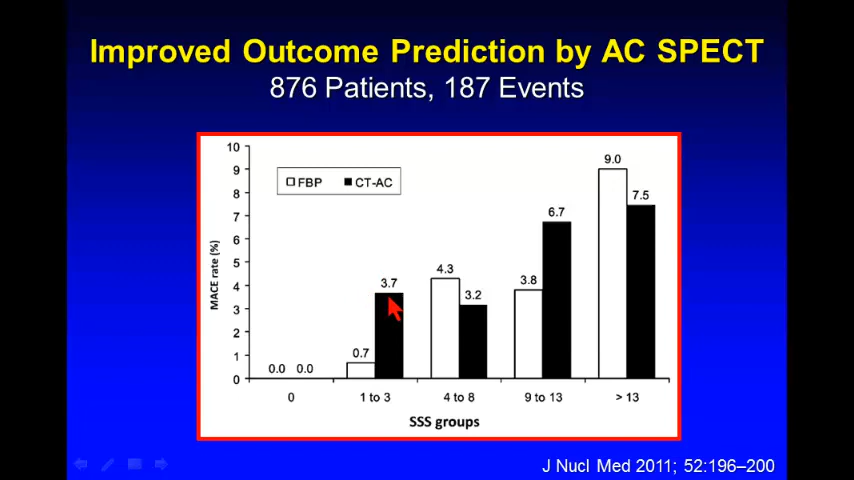 Improved Outcome Prediction by AC SPECT
876 Patients, 187 Events
10
9
8
7
6
5
4
3
2
1
0
MACE rate (%)
FBP CT-AC
0.0 0.0
0.7 3.7
4.3 3.2
3.8 6.7
9.0 7.5
0 1 to 3 4 to 8 9 to 13 > 13
SSS groups
J Nucl Med 2011; 52:196–200